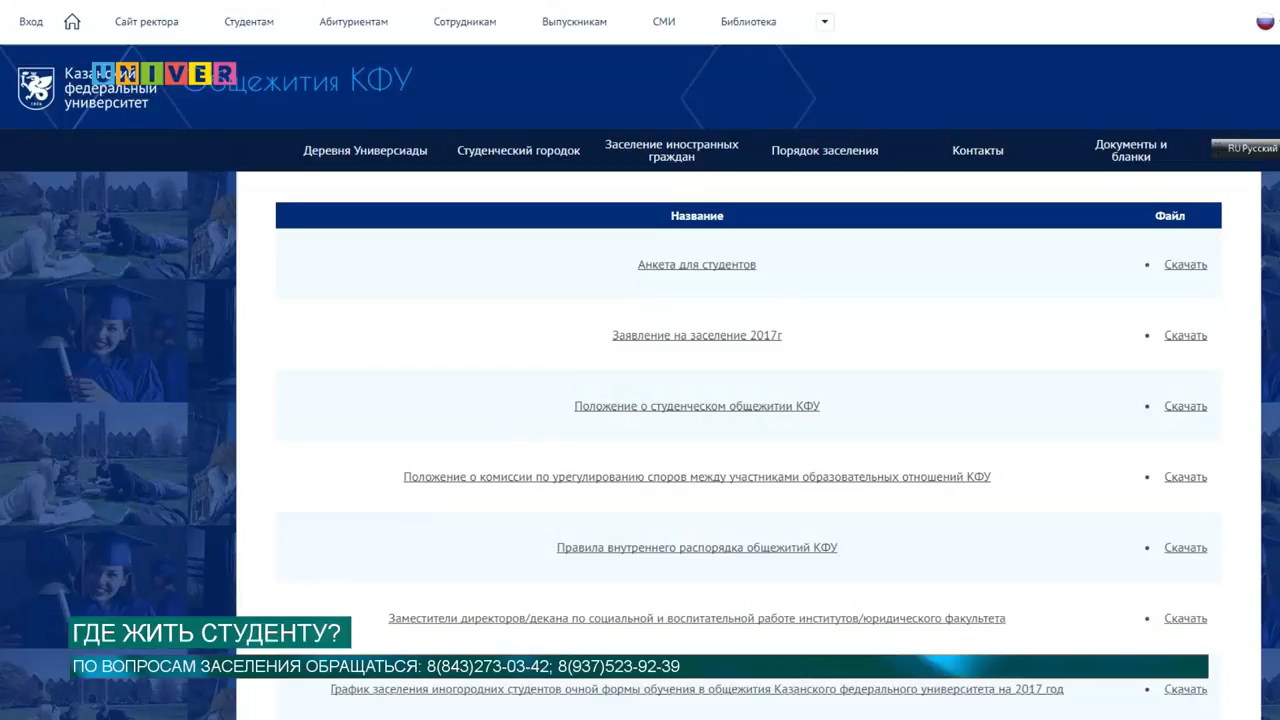 Вход
Сайт ректора
Студентам
Абитуриентам
Сотрудникам
Выпускникам
СМИ
Библиотека
Казанский
федеральный
университет
1804
UNIVER
Общежития КФУ
Деревня Универсиады
Студенческий городок
Заселение иностранных
граждан
Порядок заселения
Контакты
Документы и
бланки
RU Русский
Название
Файл
Анкета для студентов
Скачать
Заявление на заселение 2017г
Скачать
Положение о студенческом общежитии КФУ
Скачать
Положение о комиссии по урегулированию споров между участниками образовательных отношений КФУ
Скачать
Правила внутреннего распорядка общежитий КФУ
Скачать
Заместители директоров/декана по социальной и воспитательной работе институтов/юридического факультета
Скачать
ГДЕ ЖИТЬ СТУДЕНТУ?
ПО ВОПРОСАМ ЗАСЕЛЕНИЯ ОБРАЩАТЬСЯ: 8(843)273-03-42; 8(937)523-92-39
График заселения иногородних студентов очной формы обучения в общежития Казанского федерального университета на 2017 год
Скачать